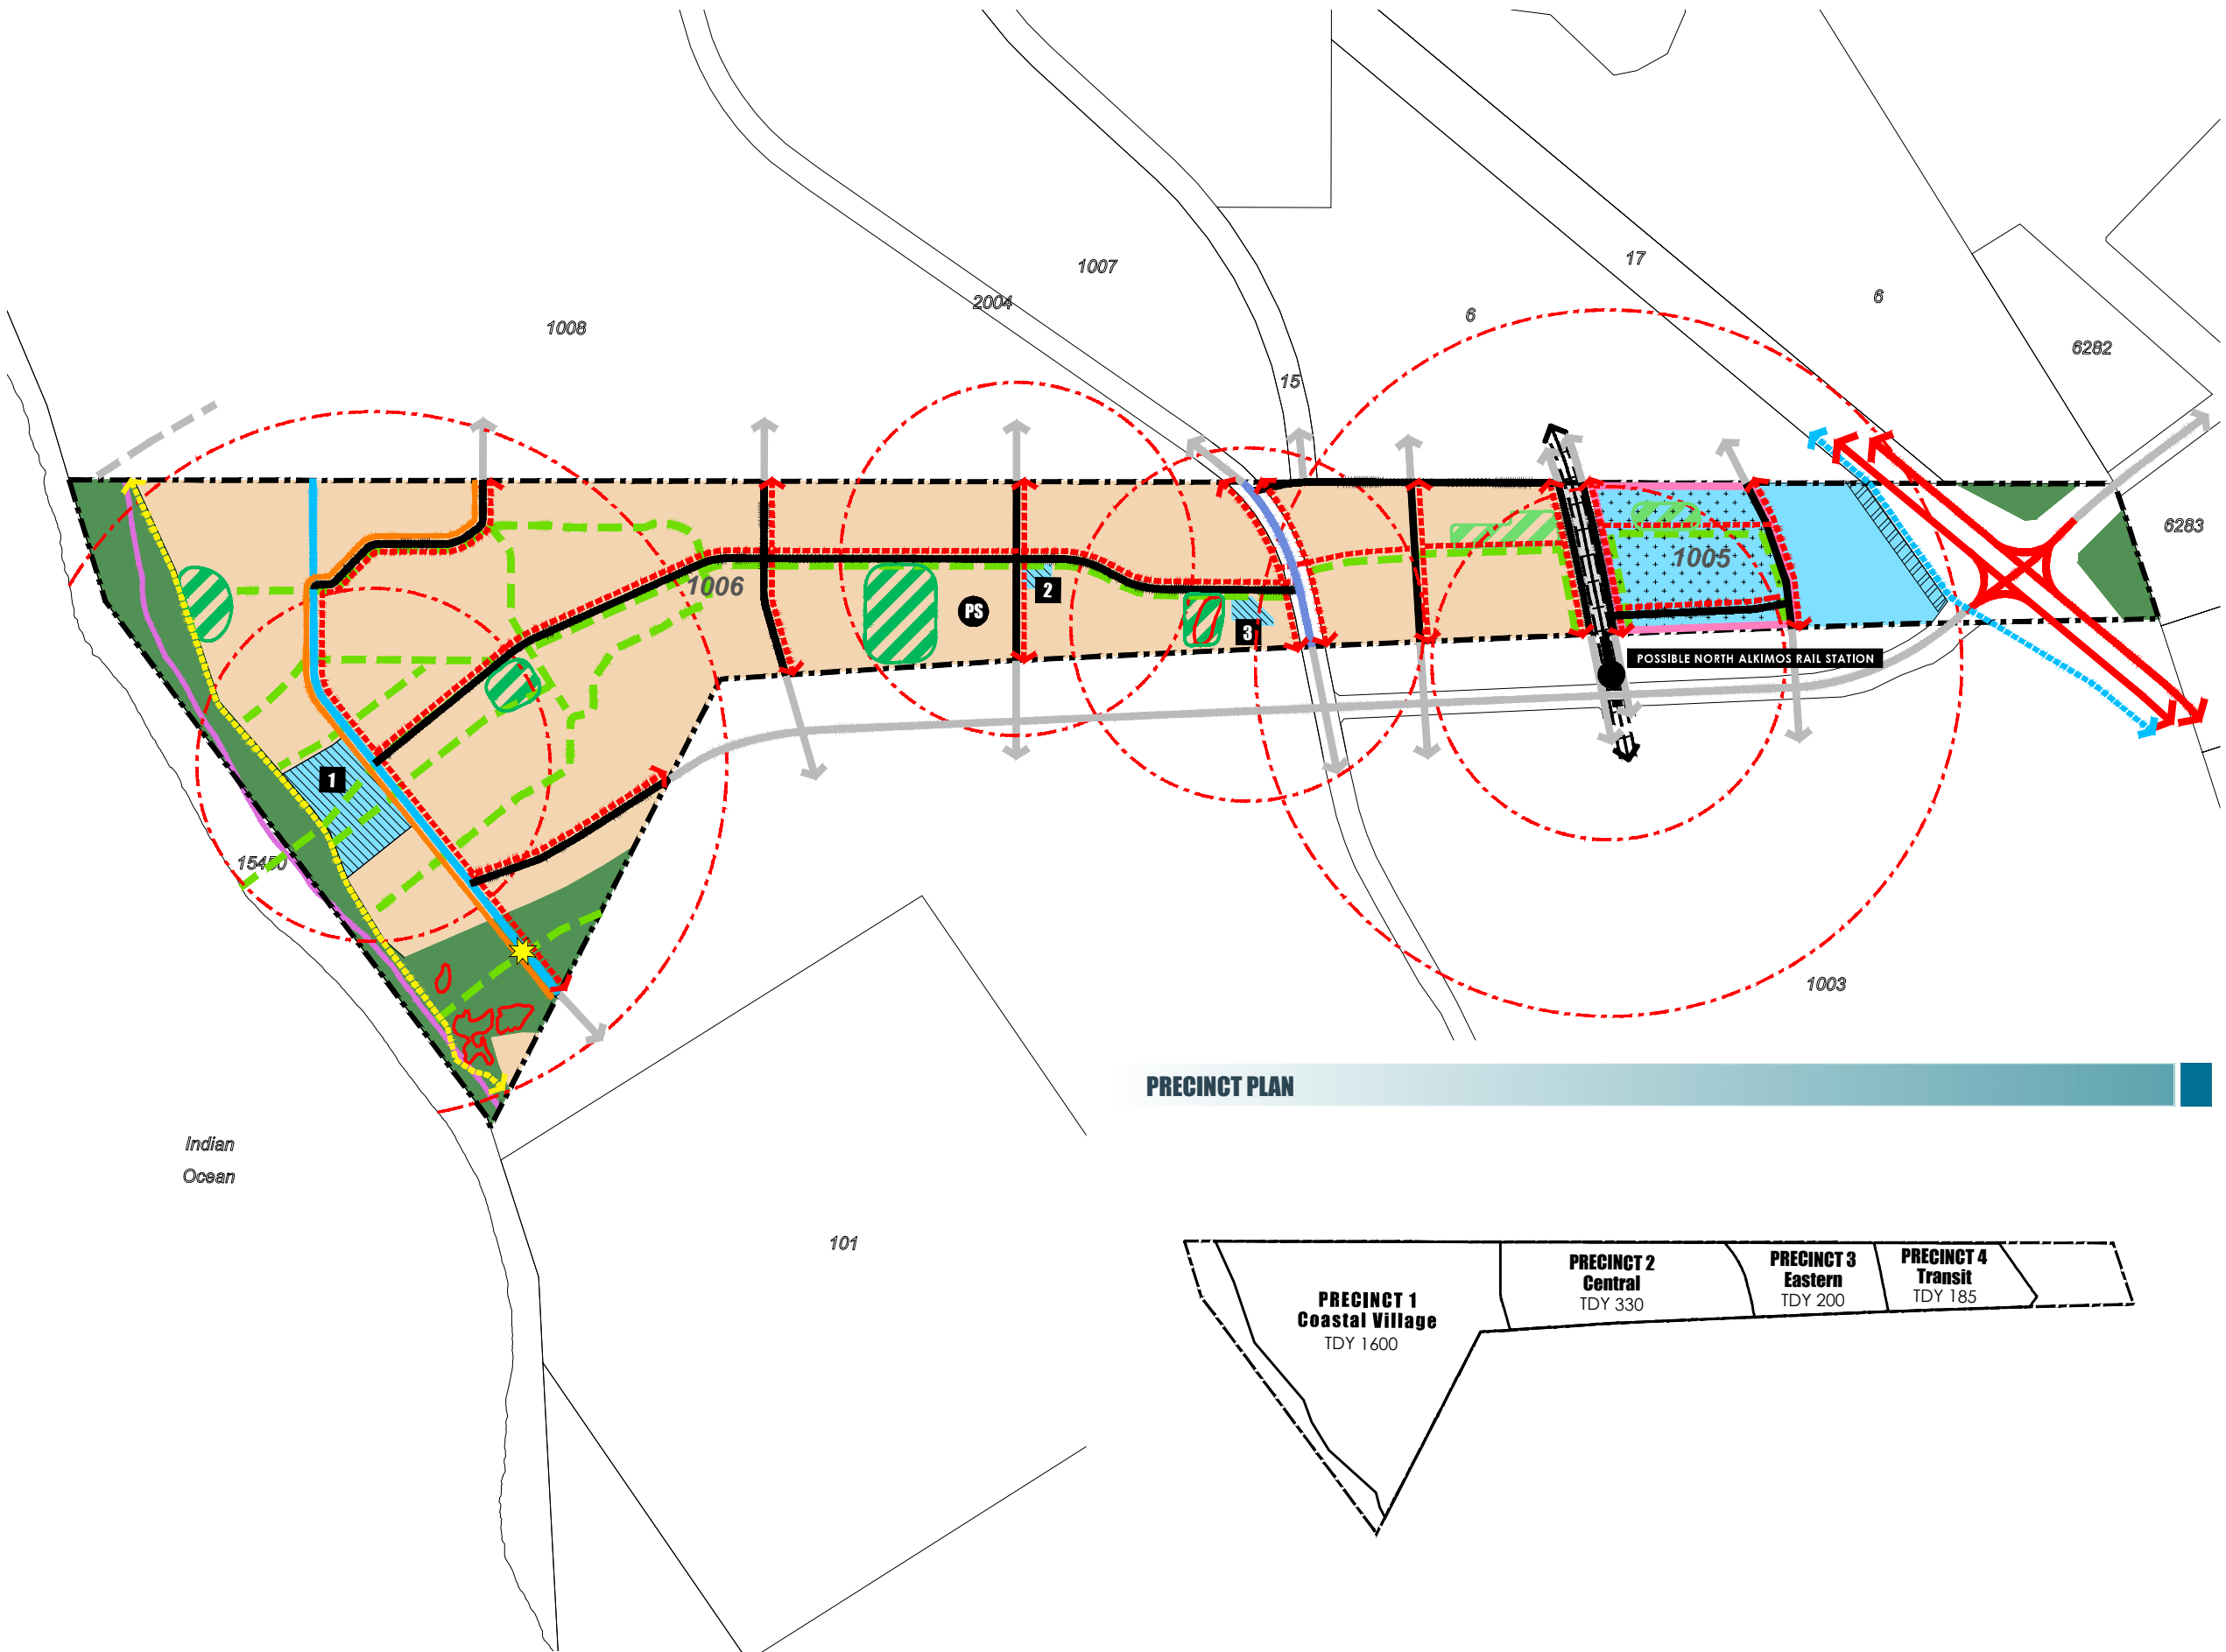 1007
17
2004
6
6
1008
6282
15
6283
1005
1006
2
PS
3
POSSIBLE NORTH ALKIMOS RAIL STATION
1
15450
1003
PRECINCT PLAN
Indian
Ocean
101
PRECINCT 1
Coastal Village
TDY 1600
PRECINCT 2
Central
TDY 330
PRECINCT 3
Eastern
TDY 200
PRECINCT 4
Transit
TDY 185